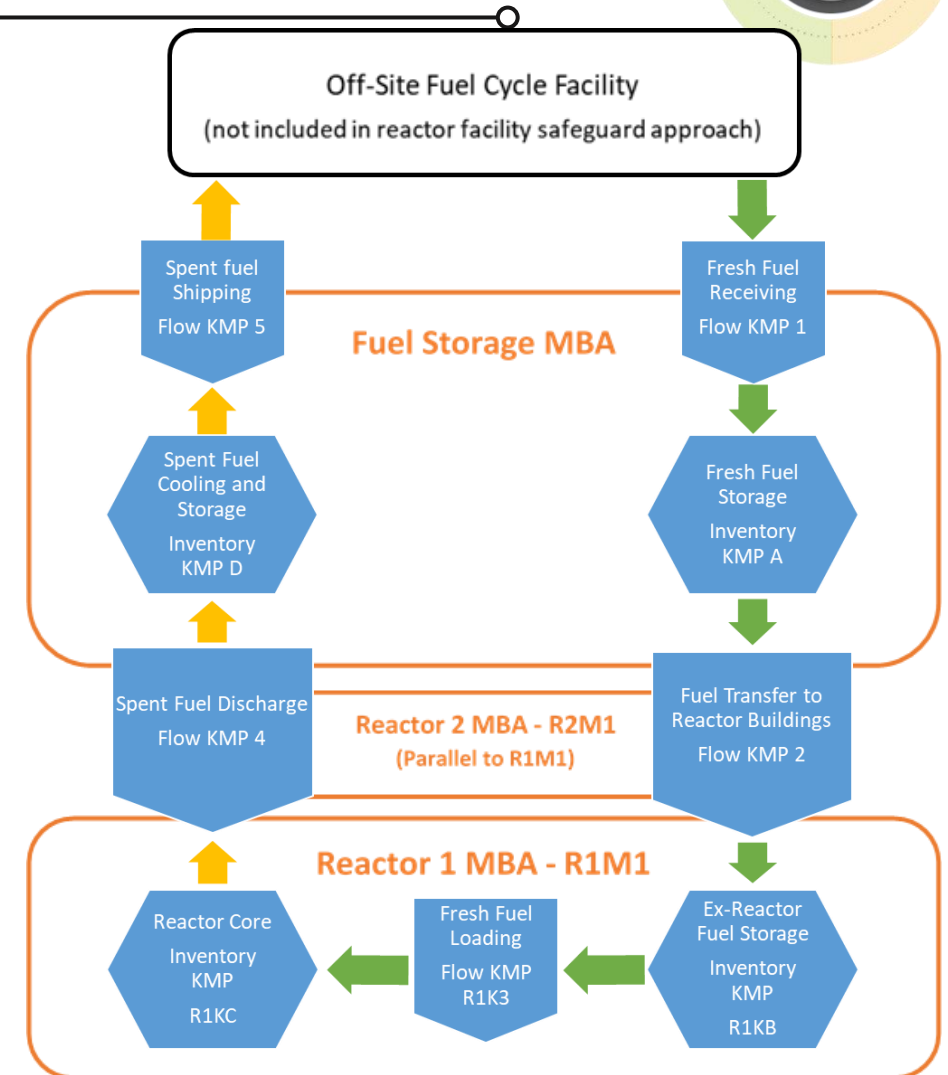 Off-Site Fuel Cycle Facility
(not included in reactor facility safeguard approach)
Spent fuel
Shipping
Flow KMP 5
Fresh Fuel
Receiving
Flow KMP 1
Fuel Storage MBA
Spent Fuel
Cooling and
Storage
Inventory
KMP D
Fresh Fuel
Storage
Inventory
KMP A
Spent Fuel Discharge
Flow KMP 4
Reactor 2 MBA - R2M1
(Parallel to R1M1)
Fuel Transfer to
Reactor Buildings
Flow KMP 2
Reactor 1 MBA - R1M1
Reactor Core
Inventory
KMP
R1KC
Fresh Fuel
Loading
Flow KMP
R1K3
Ex-Reactor
Fuel Storage
Inventory
KMP
R1KB